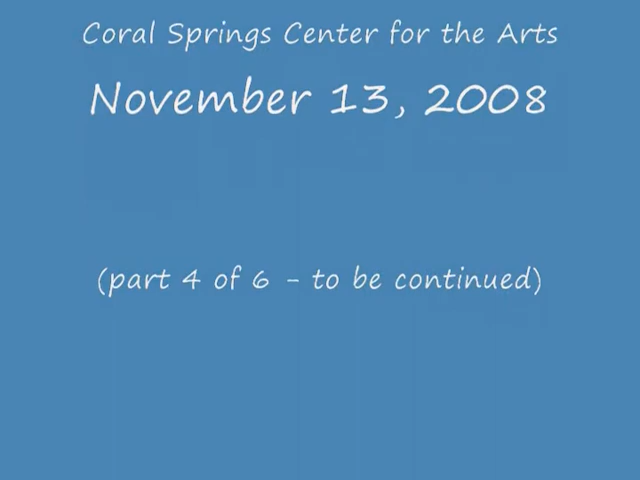 Coral Springs Center for the Arts
November 13, 2008
(part 4 of 6 - to be continued)